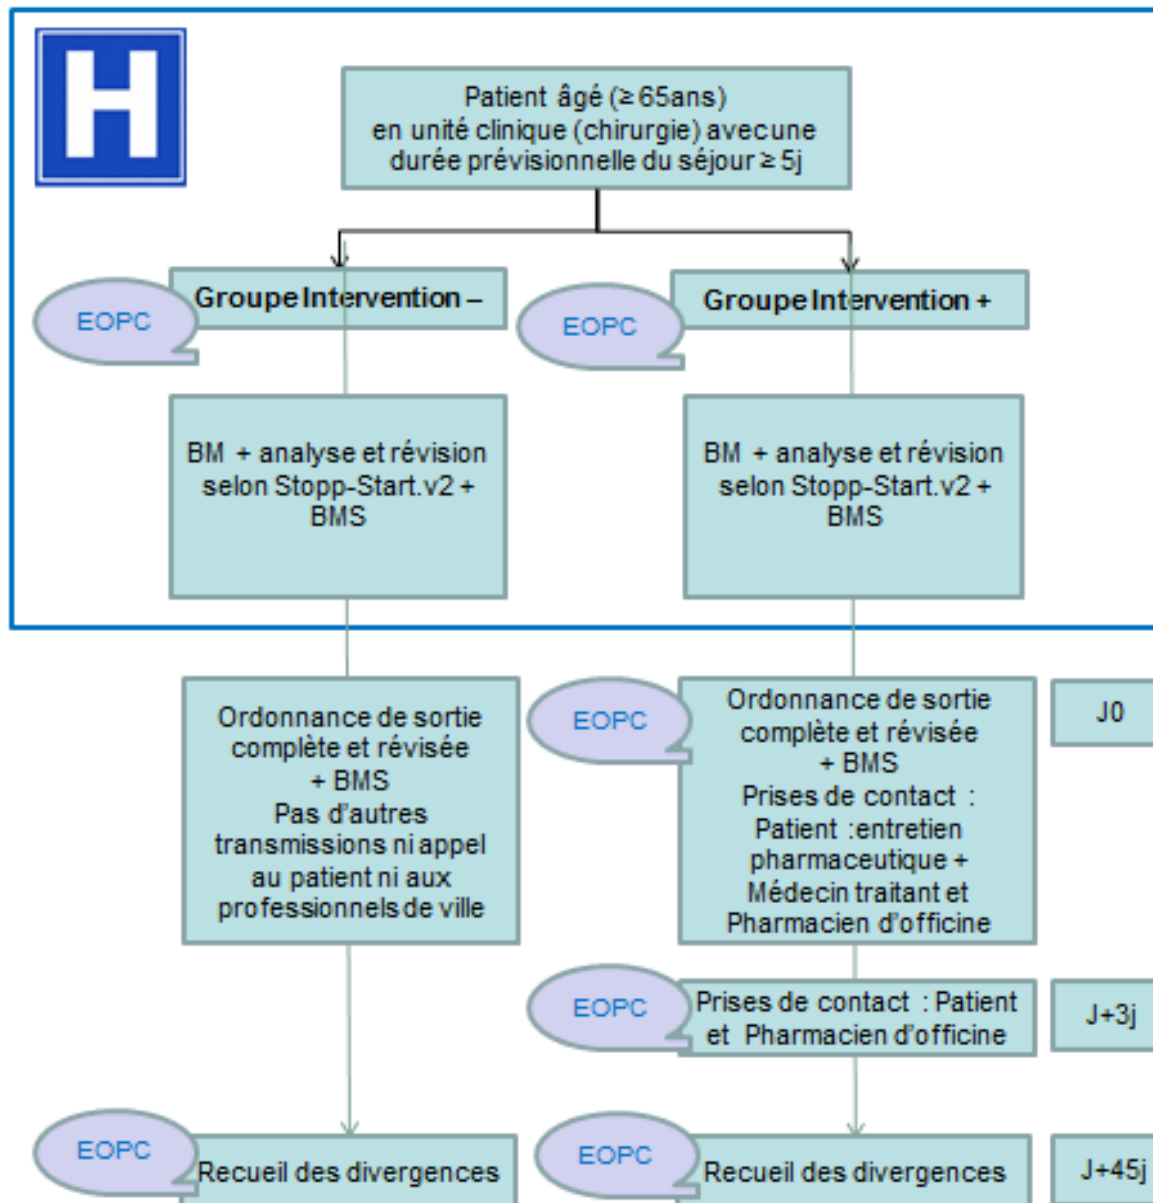 H
Patient âgé (≥ 65ans)
en unité clinique (chirurgie) avec une
durée prévisionnelle du séjour ≥ 5j
EOPC
Groupe Intervention –
EOPC
Groupe Intervention +
BM + analyse et révision
selon Stopp-Start.v2 +
BMS
BM + analyse et révision
selon Stopp-Start.v2 +
BMS
Ordonnance de sortie
complète et révisée
+ BMS
Pas d'autres
transmissions ni appel
au patient ni aux
professionnels de ville
EOPC
Ordonnance de sortie
complète et révisée
+ BMS
Prises de contact :
Patient : entretien
pharmaceutique +
Médecin traitant et
Pharmacien d'officine
J0
EOPC
Prises de contact : Patient
et Pharmacien d'officine
J+3j
EOPC
Recueil des divergences
EOPC
Recueil des divergences
J+45j